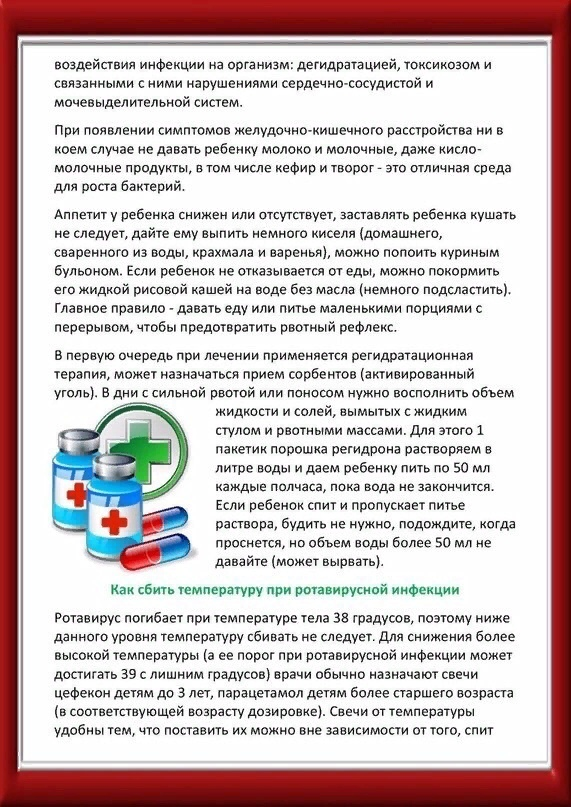 воздействия инфекции на организм: дегидратацией, токсикозом и
связанными с ними нарушениями сердечно-сосудистой и
мочевыделительной систем.
При появлении симптомов желудочно-кишечного расстройства ни в
коем случае не давать ребенку молоко и молочные, даже кисло-
молочные продукты, в том числе кефир и творог - это отличная среда
для роста бактерий.
Аппетит у ребенка снижен или отсутствует, заставлять ребенка кушать
не следует, дайте ему выпить немного киселя (домашнего,
сваренного из воды, крахмала и варенья), можно попоить куриным
бульоном. Если ребенок не отказывается от еды, можно покормить
его жидкой рисовой кашей на воде без масла (немного подсластить).
Главное правило - давать еду или питье маленькими порциями с
перерывом, чтобы предотвратить рвотный рефлекс.
В первую очередь при лечении применяется регидратационная
терапия, может назначаться прием сорбентов (активированный
уголь). В дни с сильной рвотой или поносом нужно восполнить объем
жидкости и солей, вымытых с жидким
стулом и рвотными массами. Для этого 1
пакетик порошка регидрона растворяем в
литре воды и даем ребенку пить по 50 мл
каждые полчаса, пока вода не закончится.
Если ребенок спит и пропускает питье
раствора, будить не нужно, подождите, когда
проснется, но объем воды более 50 мл не
давайте (может вырвать).
Как сбить температуру при ротавирусной инфекции
Ротавирус погибает при температуре тела 38 градусов, поэтому ниже
данного уровня температуру сбивать не следует. Для снижения более
высокой температуры (а ее порог при ротавирусной инфекции может
достигать 39 с лишним градусов) врачи обычно назначают свечи
цефекон детям до 3 лет, парацетамол детям более старшего возраста
(в соответствующей возрасту дозировке). Свечи от температуры
удобны тем, что поставить их можно вне зависимости от того, спит